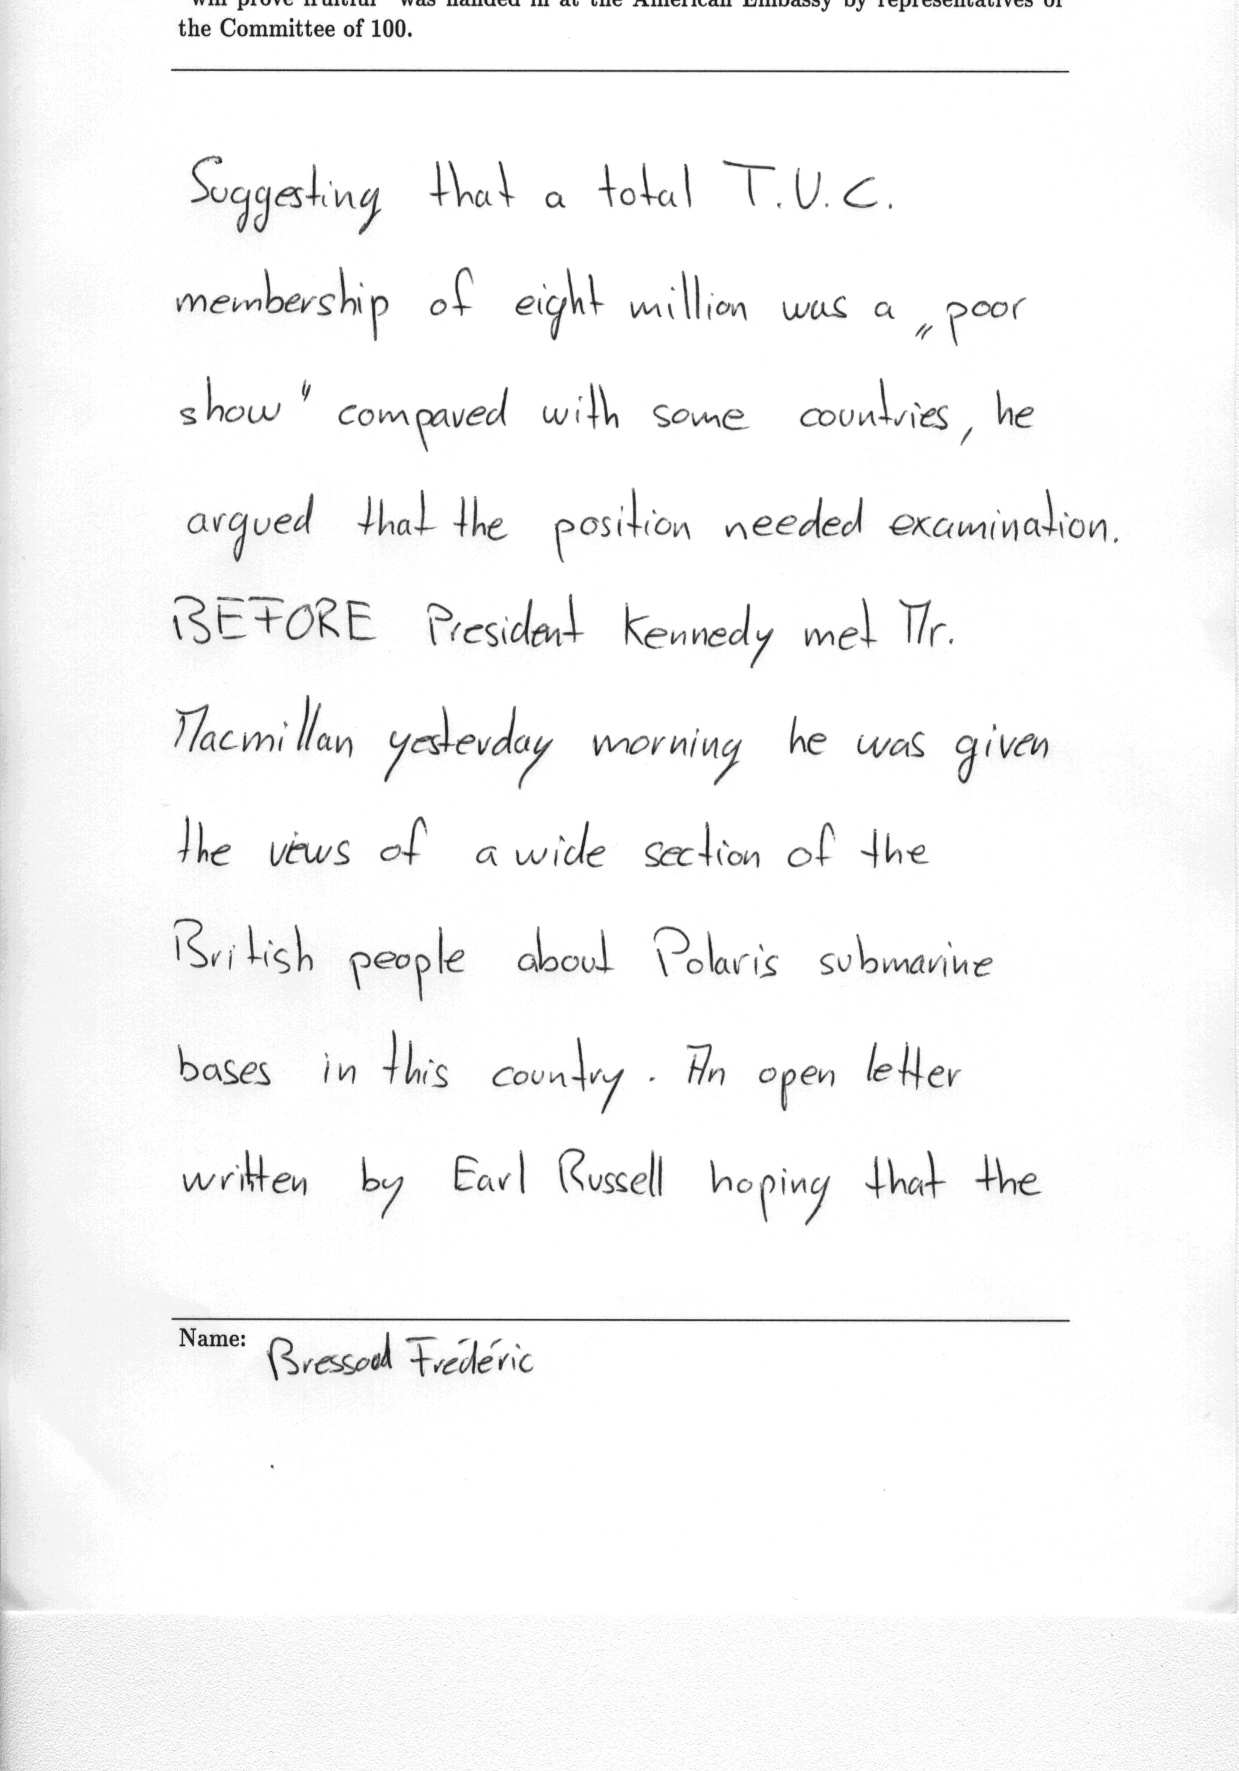 "will prove fruitful" was handed in at the American Embassy by representatives of
the Committee of 100.
Suggesting that a total T.U.C.
membership of eight million was a „poor
show" compared with some countries, he
argued that the position needed examination.
BEFORE President Kennedy met Mr.
Macmillan yesterday morning he was given
the views of a wide section of the
British people about Polaris submarine
bases in this country. An open letter
written by Earl Russell hoping that the
Name: Bressoud Frédéric